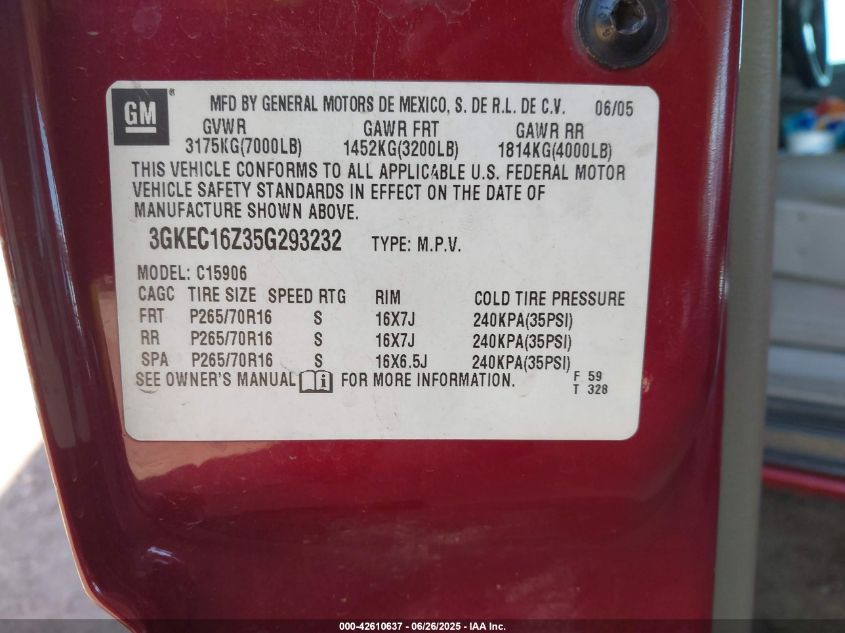 GM ® MFD BY GENERAL MOTORS DE MEXICO, S. DE R.L. DE C.V. 06/05
GVWR GAWR FRT GAWR RR
3175KG(7000LB) 1452KG(3200LB) 1814KG(4000LB)
THIS VEHICLE CONFORMS TO ALL APPLICABLE U.S. FEDERAL MOTOR
VEHICLE SAFETY STANDARDS IN EFFECT ON THE DATE OF
MANUFACTURE SHOWN ABOVE.
3GKEC16Z35G293232 TYPE: M.P.V.
MODEL: C15906
CAGC TIRE SIZE SPEED RTG RIM COLD TIRE PRESSURE
FRT P265/70R16 S 16X7J 240KPA(35PSI)
RR P265/70R16 S 16X7J 240KPA(35PSI)
SPA P265/70R16 S 16X6.5J 240KPA(35PSI)
SEE OWNER'S MANUAL FOR MORE INFORMATION. F 59
T 328
000-42610637 - 06/26/2025 - IAA Inc.